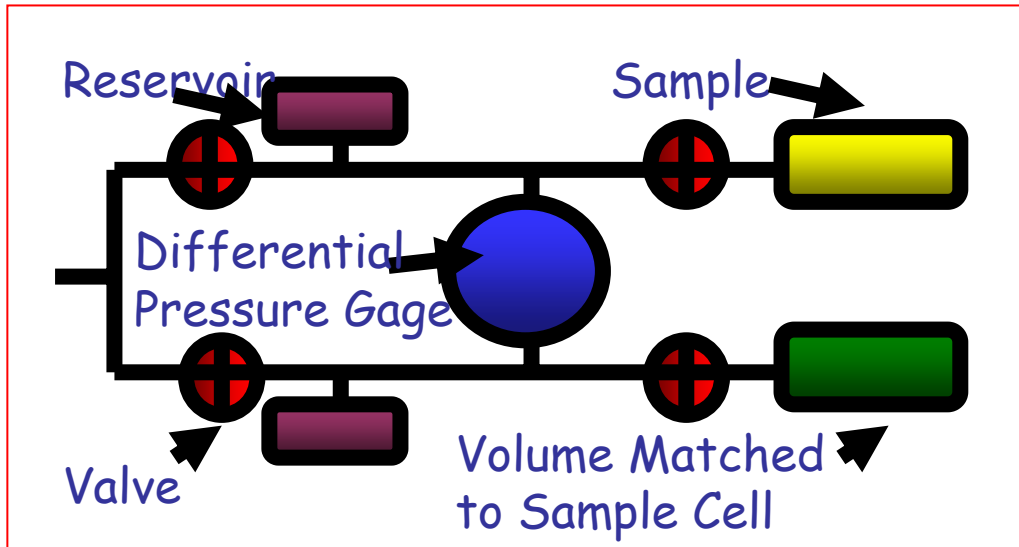 Reservoir
Sample
Differential
Pressure Gage
Volume Matched
to Sample Cell
Valve